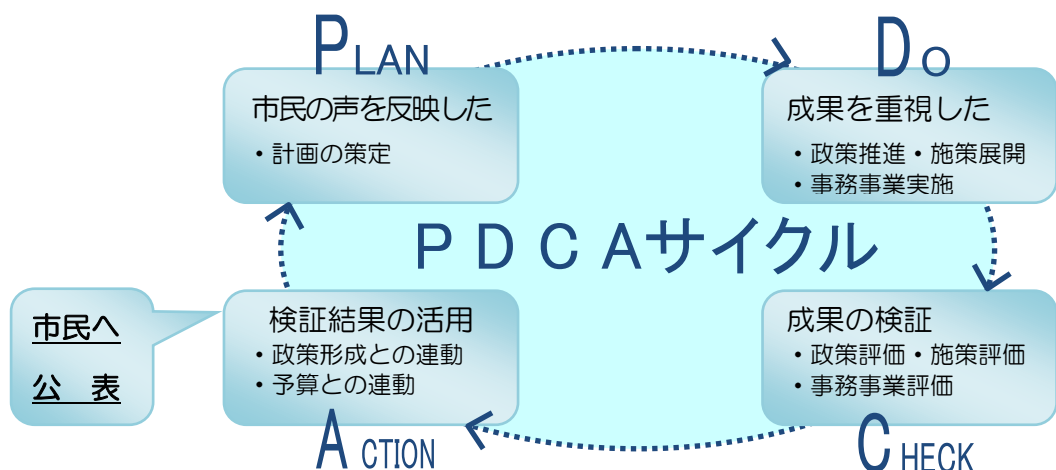 PLAN
市民の声を反映した
・計画の策定
DO
成果を重視した
・政策推進・施策展開
・事務事業実施
PDCAサイクル
市民へ
公　表
検証結果の活用
・政策形成との連動
・予算との連動
ACTION
成果の検証
・政策評価・施策評価
・事務事業評価
CHECK